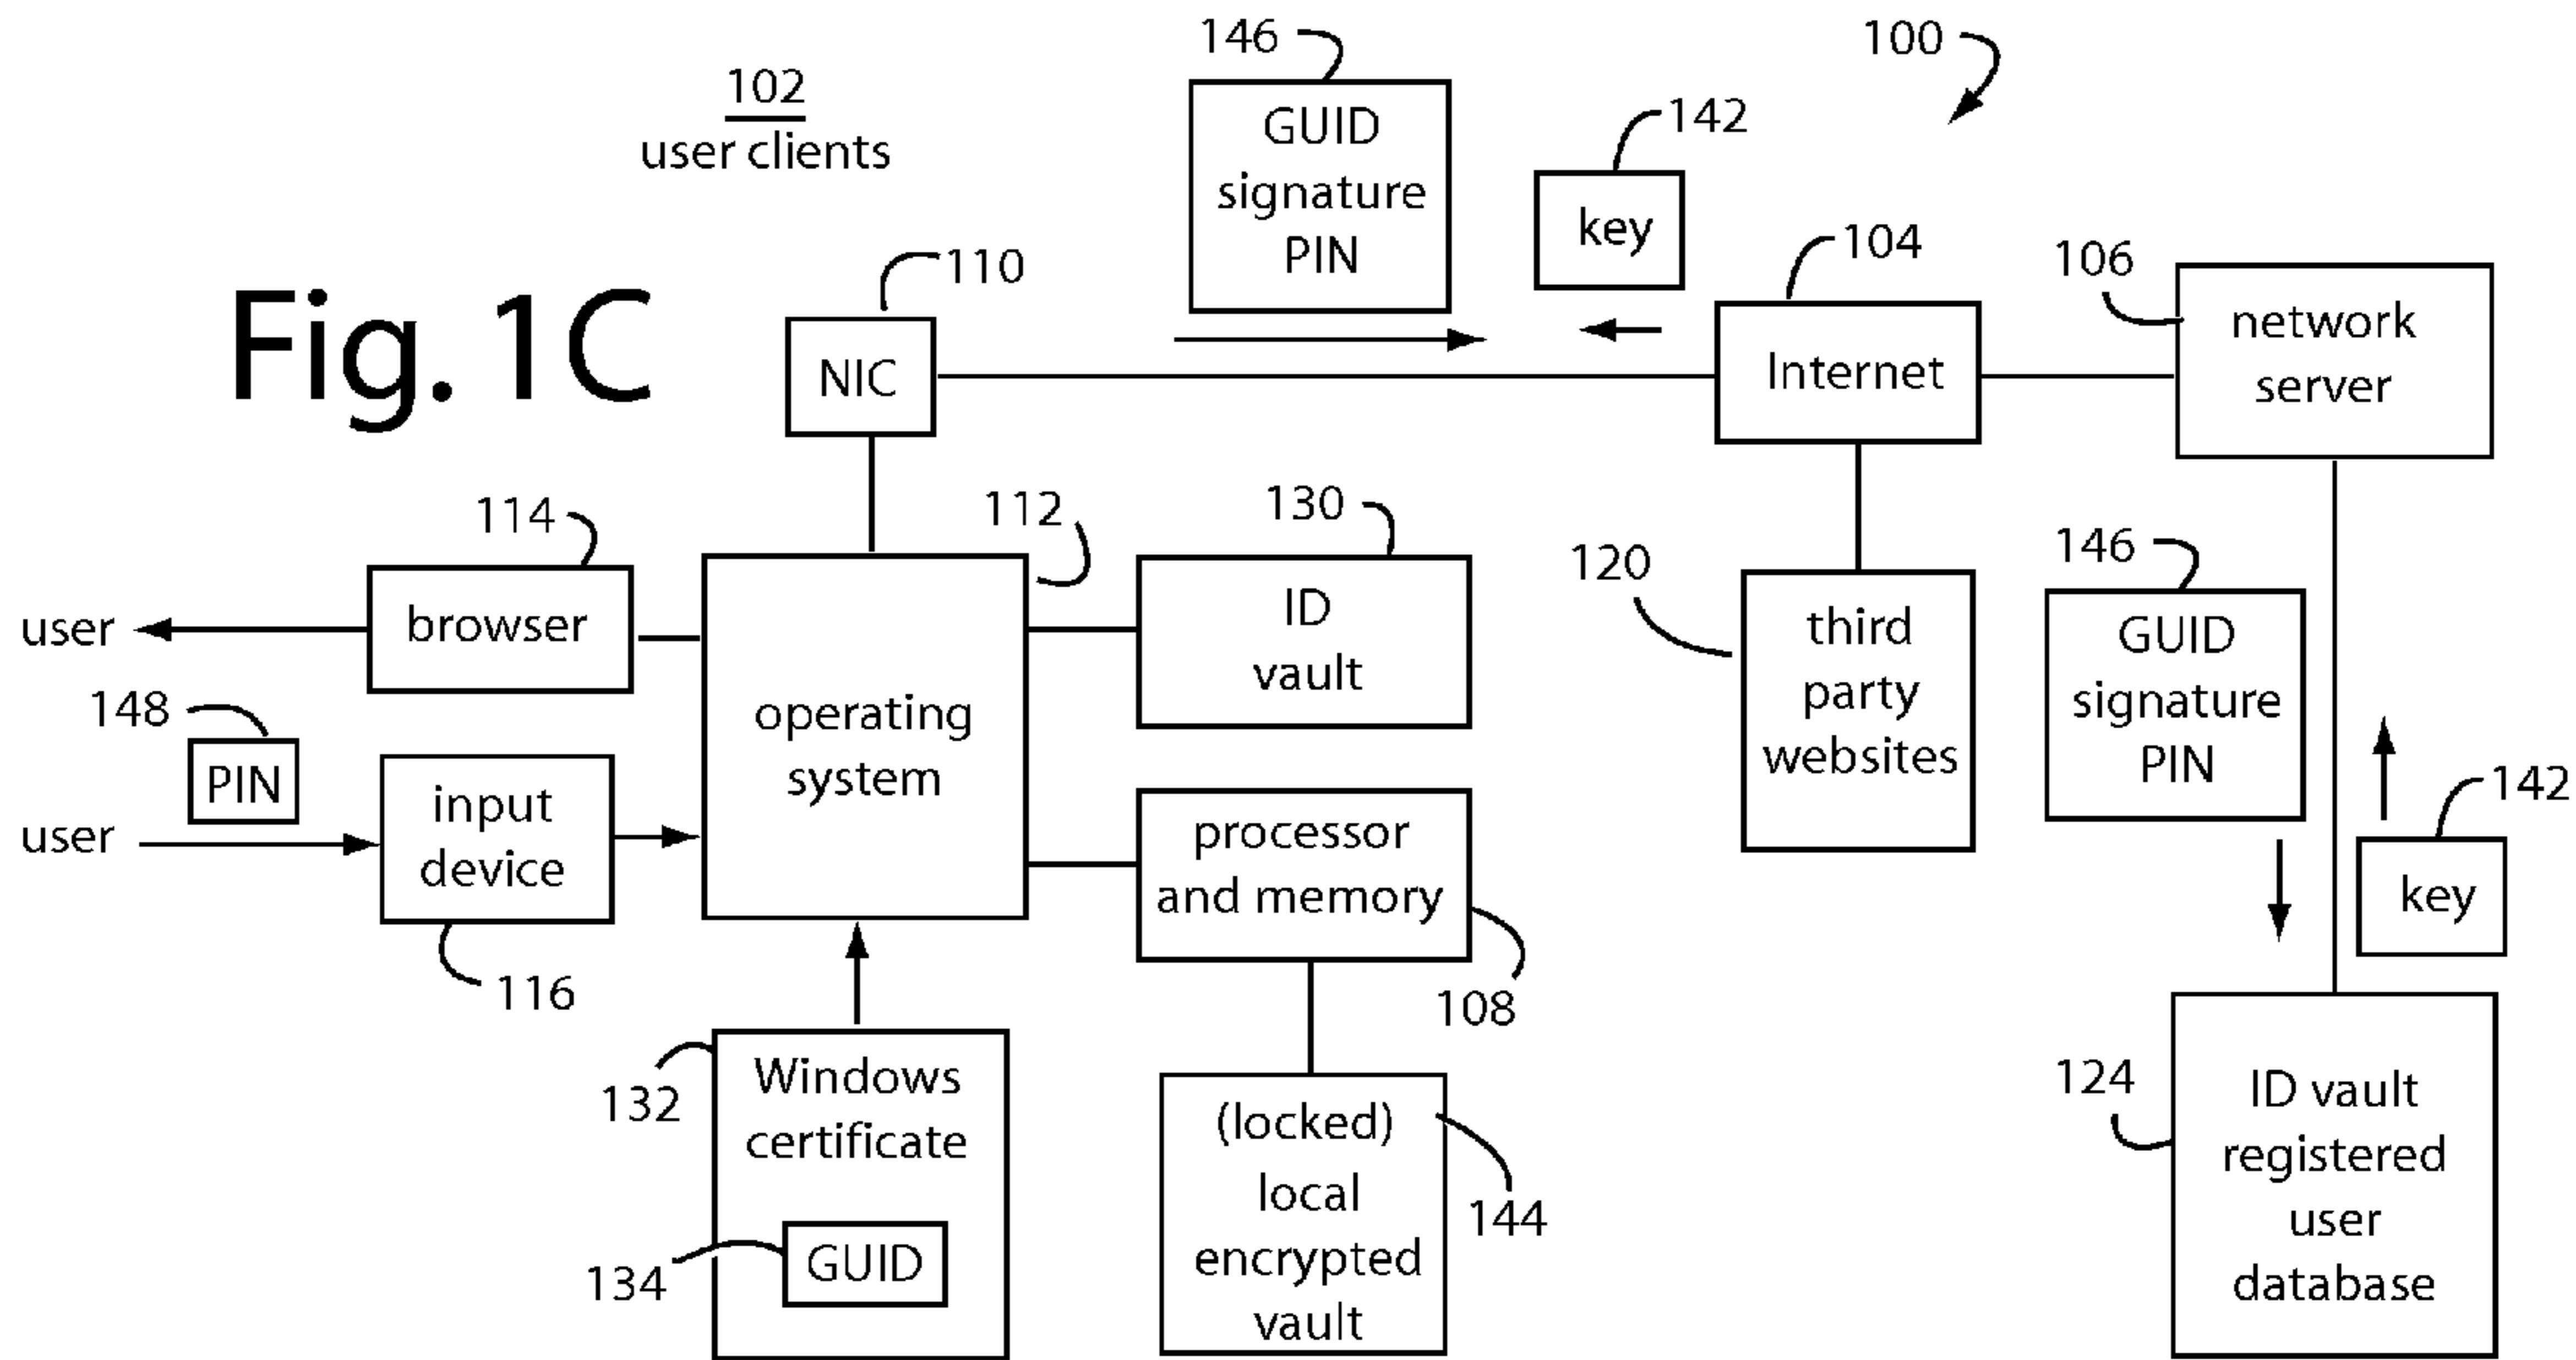 Fig. 1C
100
102
user clients
146
GUID
signature
PIN
142
key
110
NIC
104
Internet
106
network
server
114
browser
user
112
operating
system
130
ID
vault
120
third
party
websites
146
GUID
signature
PIN
142
key
148
PIN
user
input
device
116
processor
and memory
108
132
Windows
certificate
134
GUID
(locked)
local
encrypted
vault
144
124
ID vault
registered
user
database